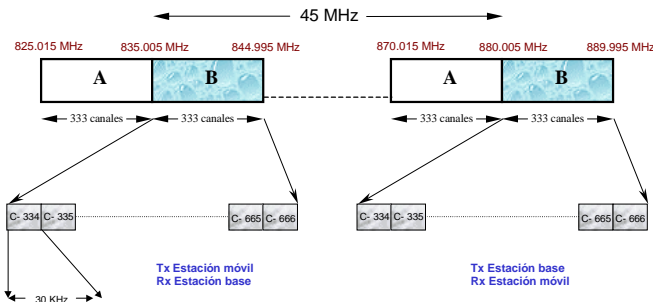 45 MHz
825.015 MHz 835.005 MHz 844.995 MHz 870.015 MHz 880.005 MHz 889.995 MHz
A B A B
333 canales 333 canales 333 canales 333 canales
C- 334 C- 335 C- 665 C- 666 C- 334 C- 335 C- 665 C- 666
Tx Estación móvil Tx Estación base
Rx Estación base Rx Estación móvil
30 KHz